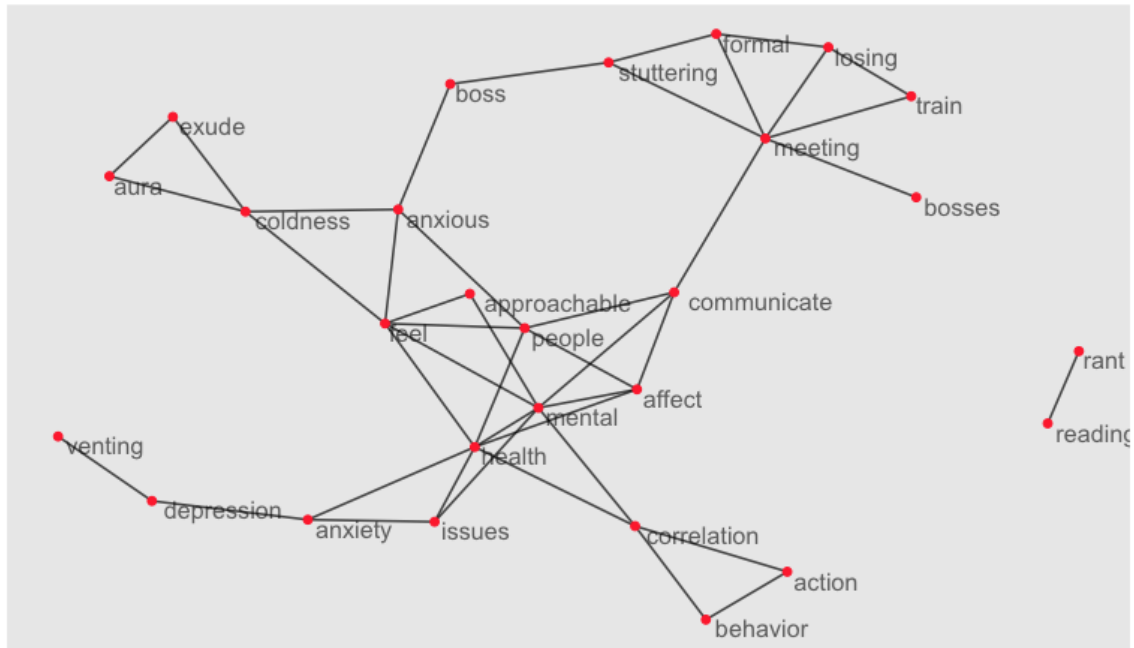 formal
losing
stuttering
boss
train
exude
meeting
aura
bosses
coldness
anxious
approachable
communicate
feel
people
rant
affect
mental
reading
venting
health
depression
anxiety
issues
correlation
action
behavior